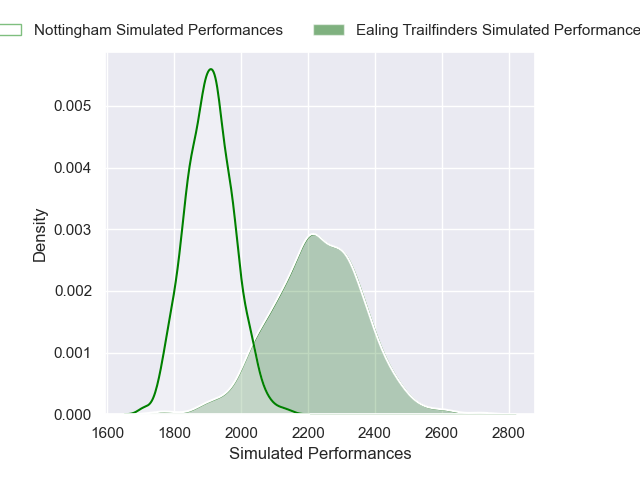 Nottingham Simulated Performances
Ealing Trailfinders Simulated Performance
0.005
0.004
0.003
0.002
0.001
0.000
Density
1600 1800 2000 2200 2400 2600 2800
Simulated Performances